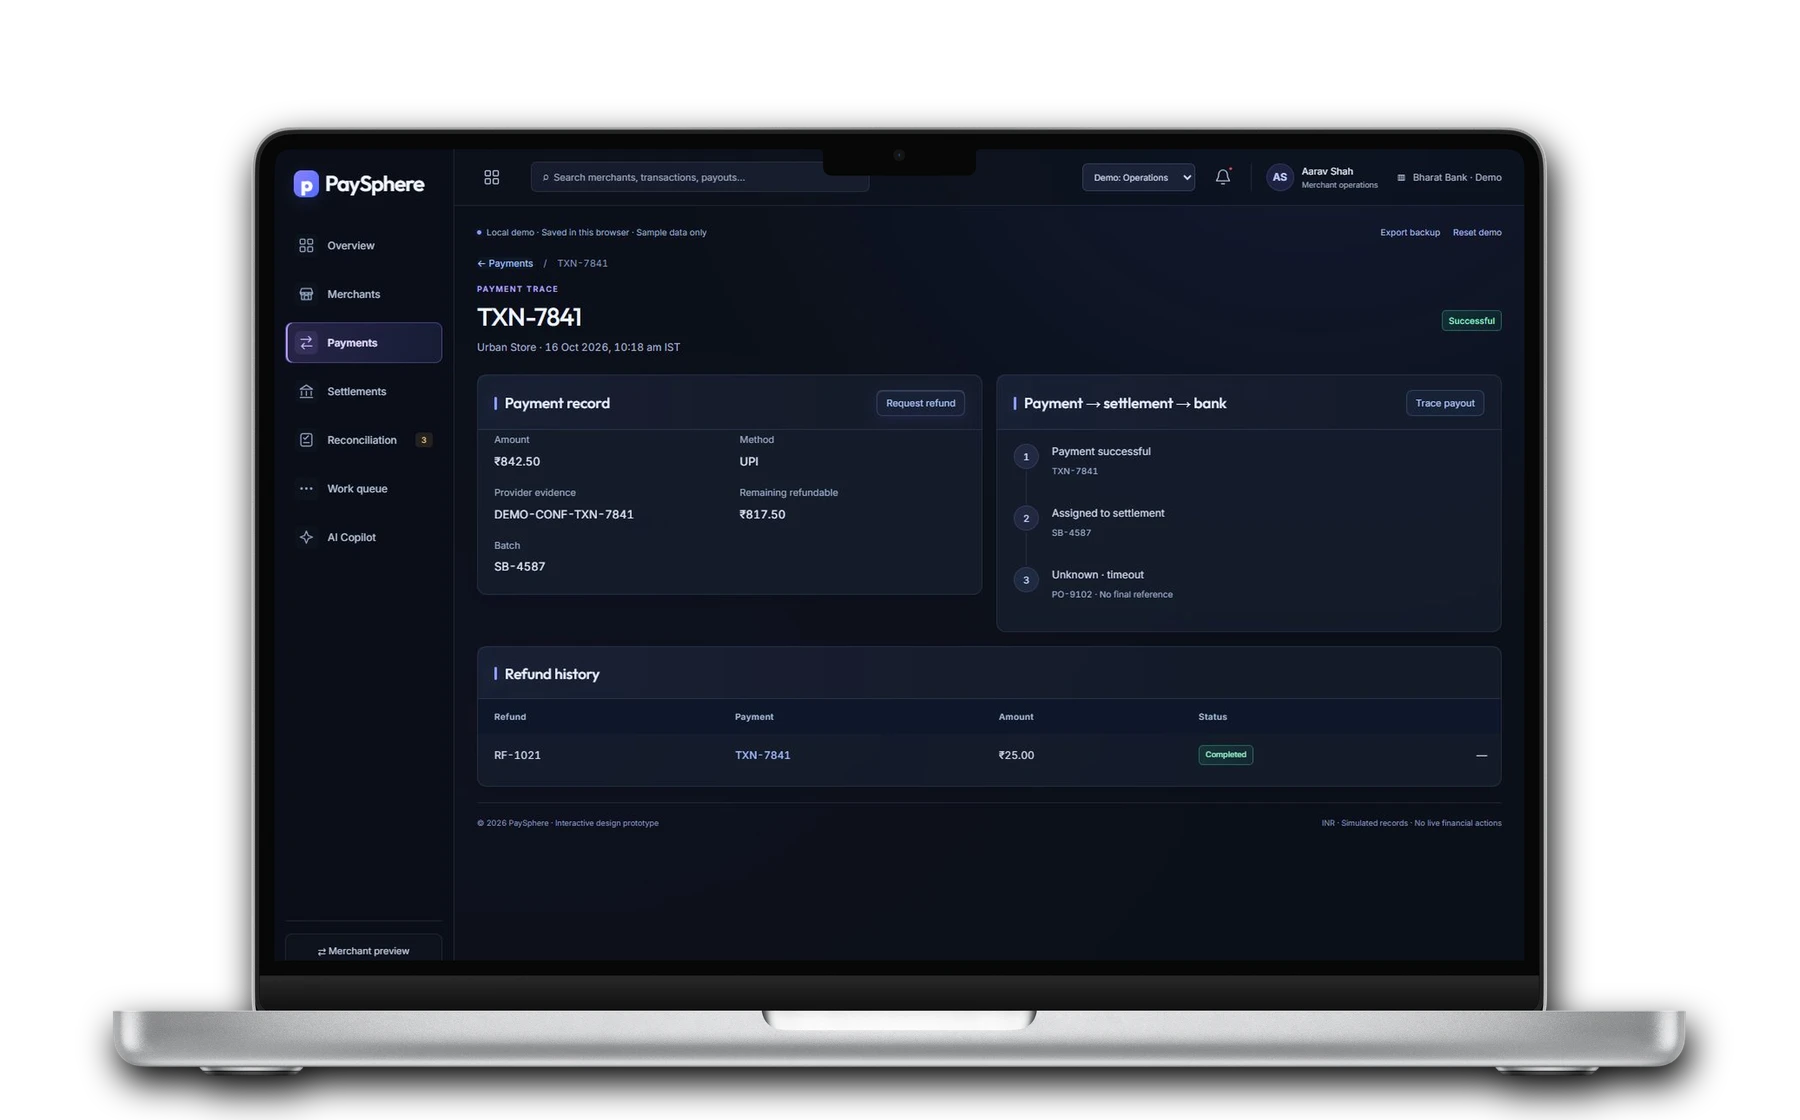 PaySphere
Search merchants, transactions, payouts...
Demo: Operations
AS
Aarav Shah
Merchant operations
Bharat Bank · Demo
Overview
Merchants
Payments
Settlements
Reconciliation 3
Work queue
AI Copilot
⇄ Merchant preview
Local demo · Saved in this browser · Sample data only
Export backup Reset demo
← Payments / TXN-7841
PAYMENT TRACE
TXN-7841
Successful
Urban Store · 16 Oct 2026, 10:18 am IST
Payment record
Request refund
Amount Method
₹842.50 UPI
Provider evidence Remaining refundable
DEMO-CONF-TXN-7841 ₹817.50
Batch
SB-4587
Payment → settlement → bank
Trace payout
1 Payment successful
TXN-7841
2 Assigned to settlement
SB-4587
3 Unknown · timeout
PO-9102 · No final reference
Refund history
Refund Payment Amount Status
RF-1021 TXN-7841 ₹25.00 Completed —
© 2026 PaySphere · Interactive design prototype
INR · Simulated records · No live financial actions